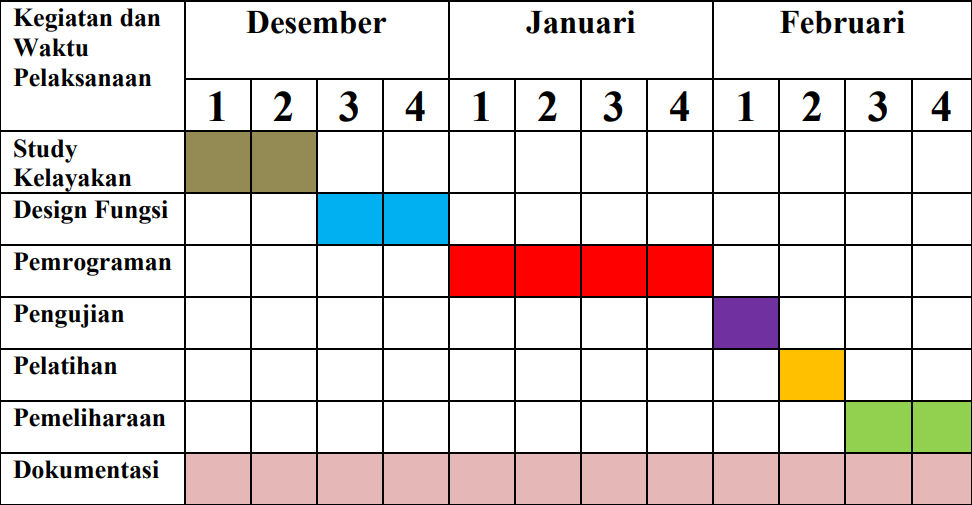 Kegiatan dan
Waktu
Pelaksanaan
Desember
Januari
Februari
1 2 3 4 1 2 3 4 1 2 3 4
Study
Kelayakan
Design Fungsi
Pemrograman
Pengujian
Pelatihan
Pemeliharaan
Dokumentasi